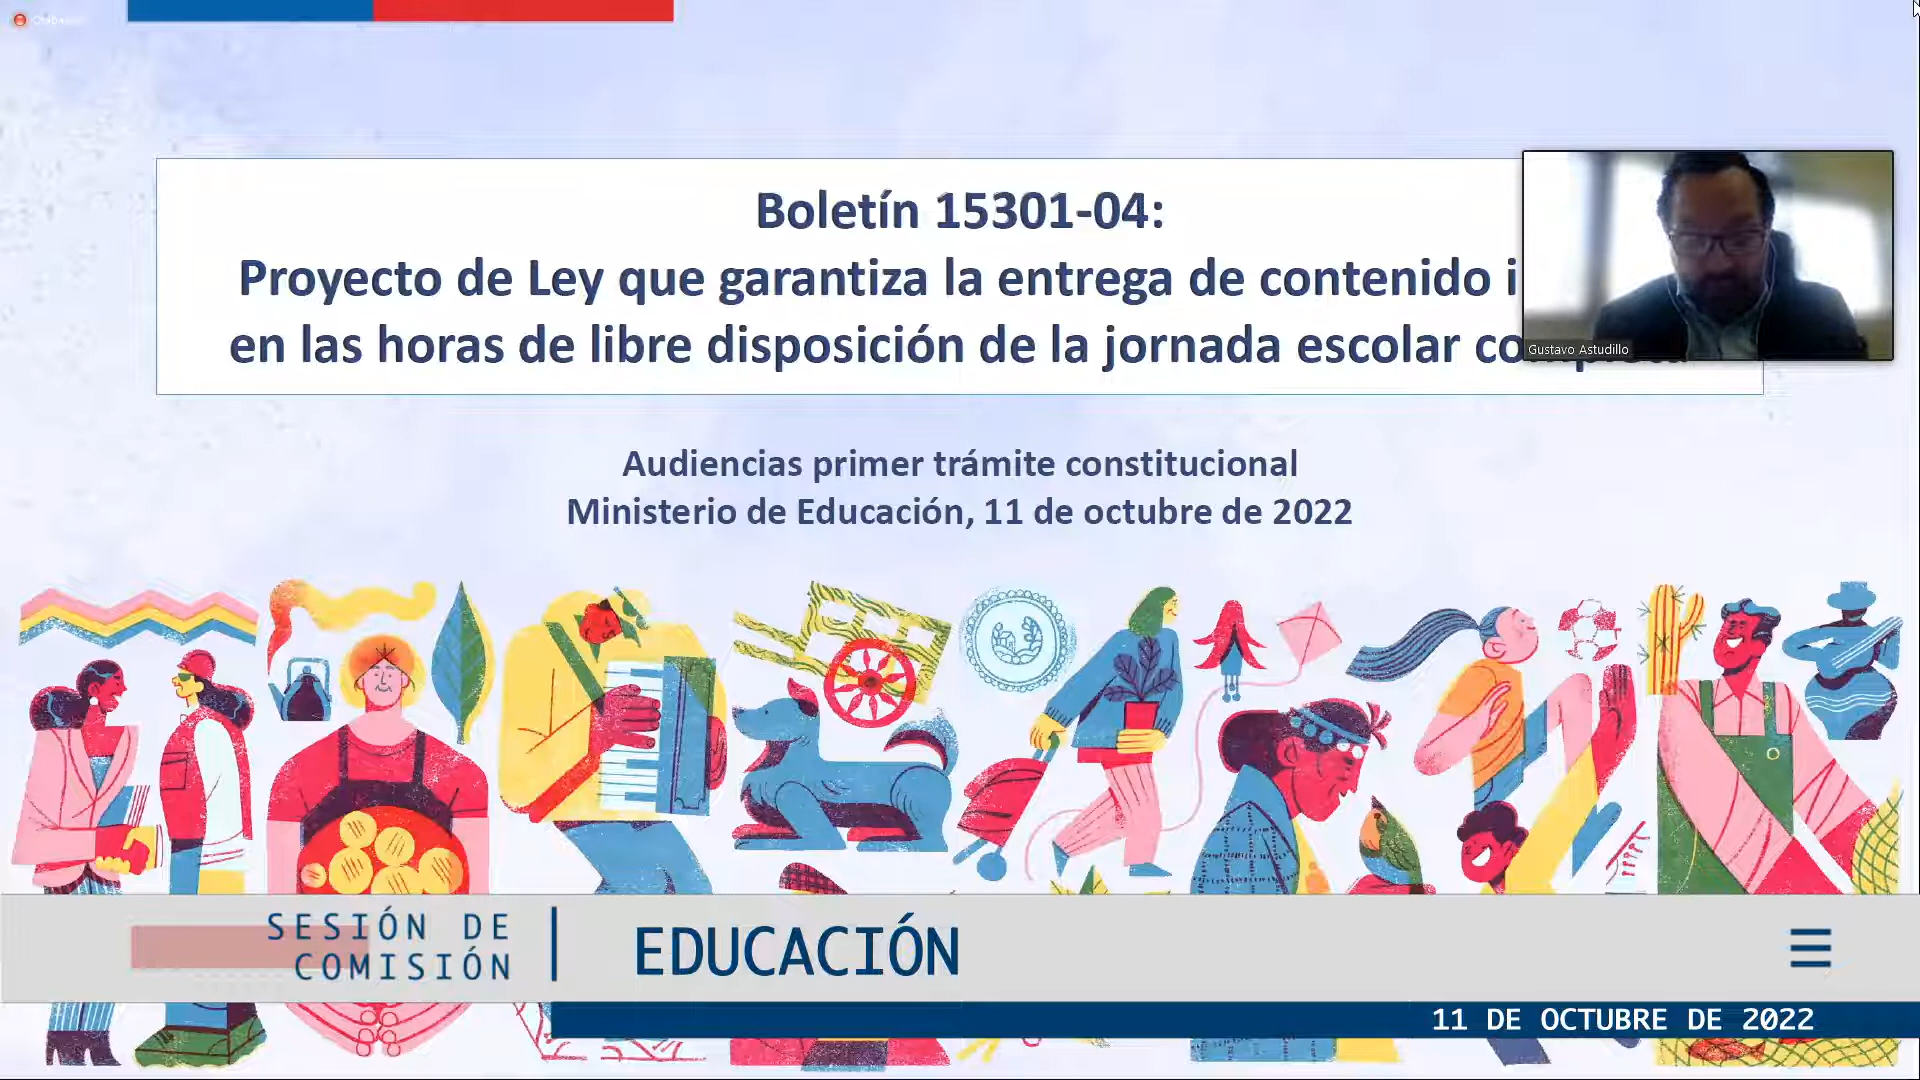 Boletín 15301-04:
Proyecto de Ley que garantiza la entrega de contenido
en las horas de libre disposición de la jornada escolar
Gustavo Astudillo
Audiencias primer trámite constitucional
Ministerio de Educación, 11 de octubre de 2022
SESIÓN DE
COMISIÓN
EDUCACIÓN
11 DE OCTUBRE DE 2022